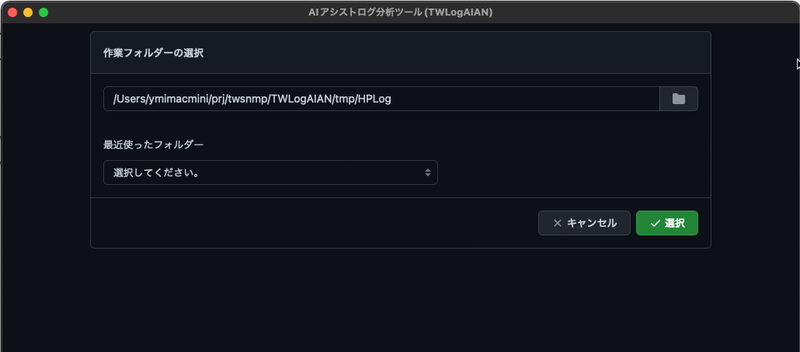 AIアシストログ分析ツール(TWLogAIAN)
作業フォルダーの選択
/Users/ymimacmini/prj/twsnmp/TWLogAIAN/tmp/HPLog
最近使ったフォルダー
選択してください。
キャンセル
選択